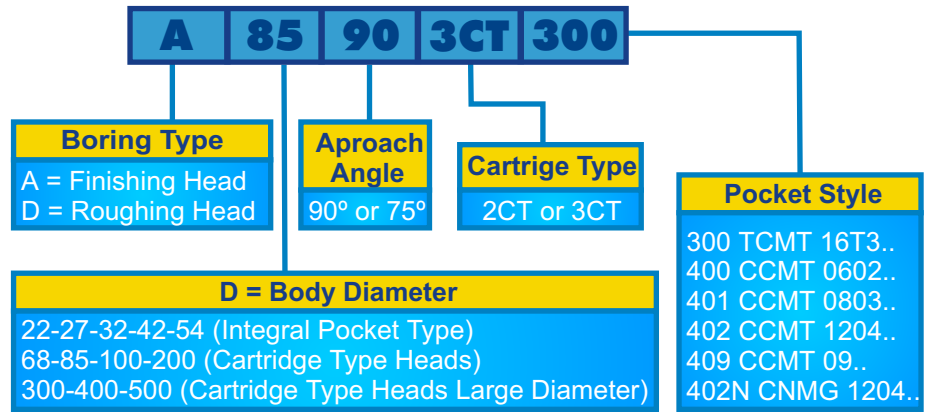 A 85 90 3CT 300
Boring Type
A = Finishing Head
D = Roughing Head
Aproach
Angle
90º or 75º
Cartrige Type
2CT or 3CT
Pocket Style
300 TCMT 16T3..
400 CCMT 0602..
401 CCMT 0803..
402 CCMT 1204..
409 CCMT 09..
402N CNMG 1204..
D = Body Diameter
22-27-32-42-54 (Integral Pocket Type)
68-85-100-200 (Cartridge Type Heads)
300-400-500 (Cartridge Type Heads Large Diameter)